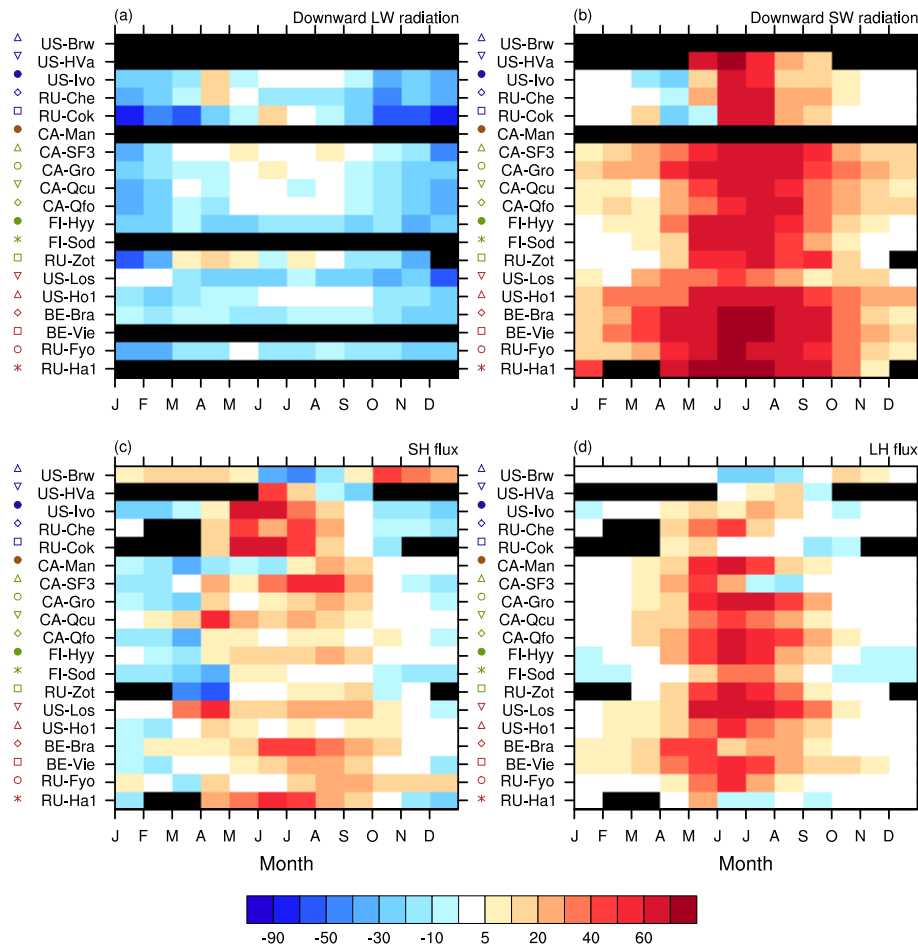 (a) Downward LW radiation
US-Brw
US-HVa
US-Ivo
RU-Che
RU-Cok
CA-Man
CA-SF3
CA-Gro
CA-Qcu
CA-Qfo
FI-Hyy
FI-Sod
RU-Zot
US-Los
US-Ho1
BE-Bra
BE-Vie
RU-Fyo
RU-Ha1
J F M A M J J A S O N D
(b) Downward SW radiation
US-Brw
US-HVa
US-Ivo
RU-Che
RU-Cok
CA-Man
CA-SF3
CA-Gro
CA-Qcu
CA-Qfo
FI-Hyy
FI-Sod
RU-Zot
US-Los
US-Ho1
BE-Bra
BE-Vie
RU-Fyo
RU-Ha1
J F M A M J J A S O N D
(c) SH flux
US-Brw
US-HVa
US-Ivo
RU-Che
RU-Cok
CA-Man
CA-SF3
CA-Gro
CA-Qcu
CA-Qfo
FI-Hyy
FI-Sod
RU-Zot
US-Los
US-Ho1
BE-Bra
BE-Vie
RU-Fyo
RU-Ha1
J F M A M J J A S O N D
Month
(d) LH flux
US-Brw
US-HVa
US-Ivo
RU-Che
RU-Cok
CA-Man
CA-SF3
CA-Gro
CA-Qcu
CA-Qfo
FI-Hyy
FI-Sod
RU-Zot
US-Los
US-Ho1
BE-Bra
BE-Vie
RU-Fyo
RU-Ha1
J F M A M J J A S O N D
Month
-90 -50 -30 -10 5 20 40 60